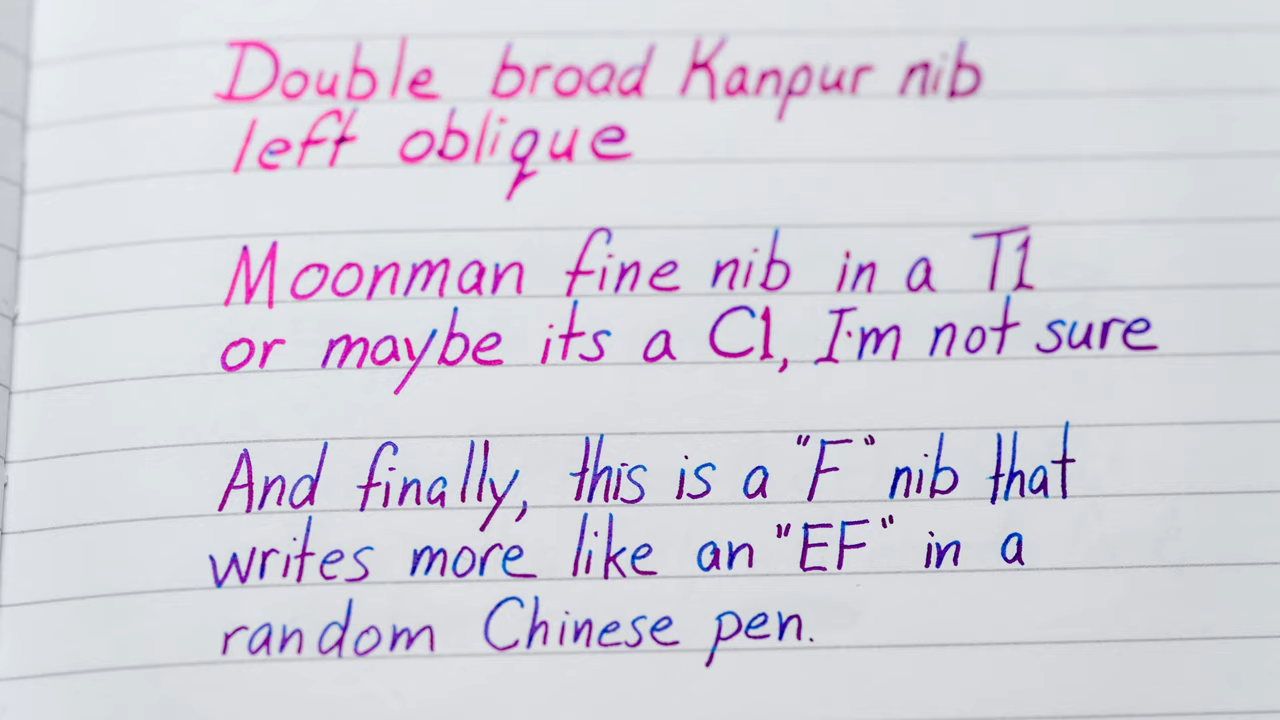 Double broad Kanpur nib
left oblique
Moonman fine nib in a T1
or maybe its a C1, I'm not sure
And finally, this is a "F" nib that
writes more like an "EF" in a
random Chinese pen.